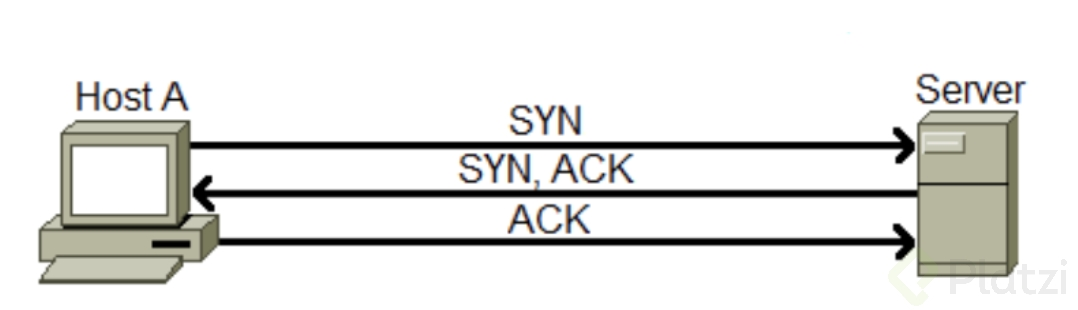 Host A
Server
SYN
SYN, ACK
ACK
Platzi